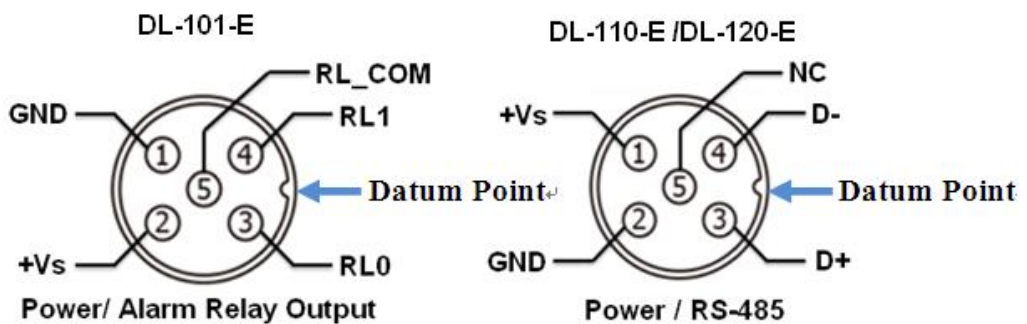 DL-101-E
RL_COM
GND
RL1
1
4
5
Datum Point
2
3
+Vs
RL0
Power/ Alarm Relay Output
DL-110-E /DL-120-E
NC
+Vs
D-
1
4
5
Datum Point
2
3
GND
D+
Power / RS-485